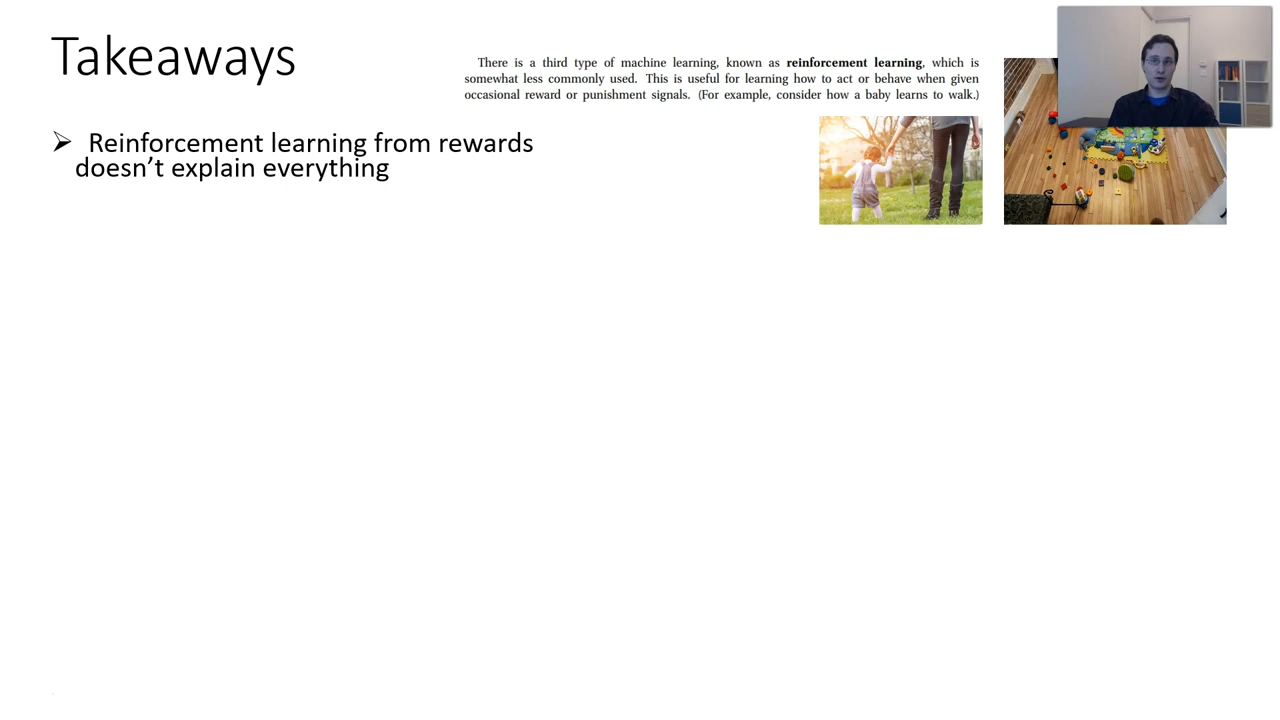 Takeaways
There is a third type of machine learning, known as reinforcement learning, which is
somewhat less commonly used. This is useful for learning how to act or behave when given
occasional reward or punishment signals. (For example, consider how a baby learns to walk.)
➢ Reinforcement learning from rewards
doesn’t explain everything